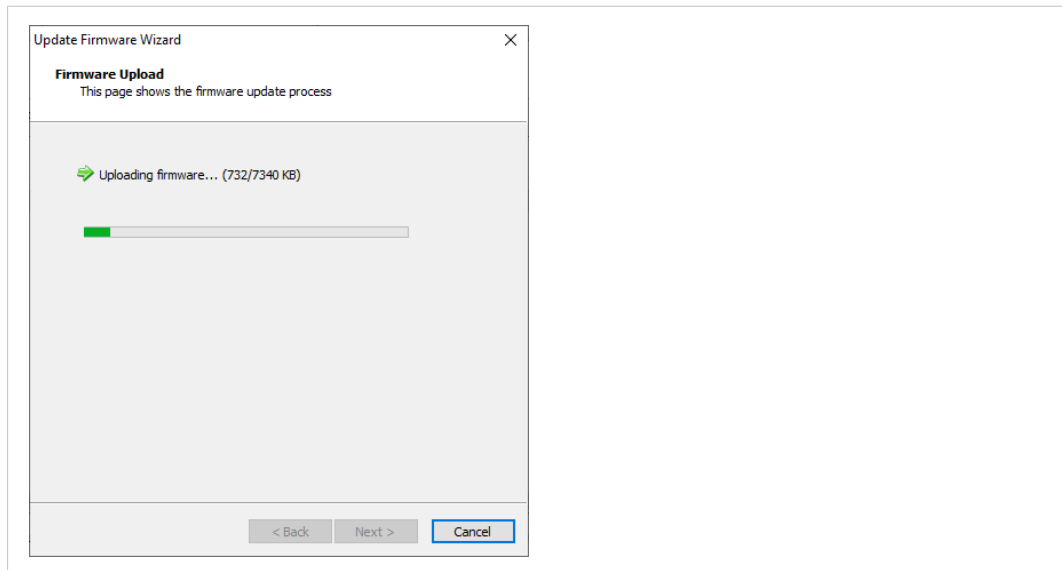 Update Firmware Wizard
Firmware Upload
This page shows the firmware update process
Uploading firmware... (732/7340 KB)
< Back Next > Cancel